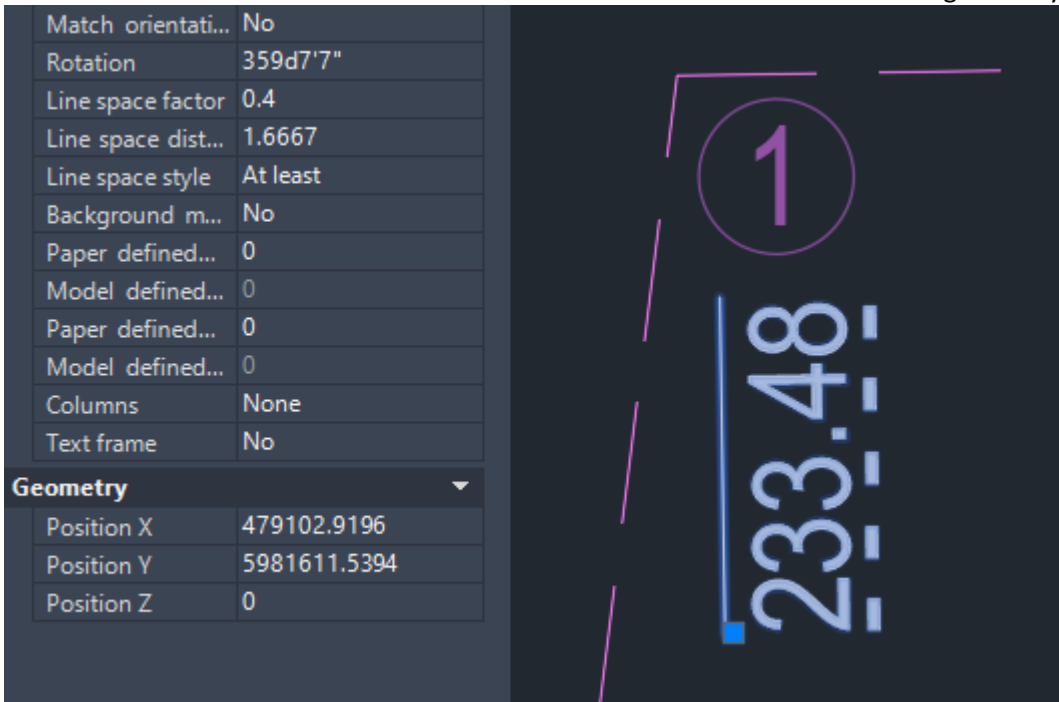 Match orientati... No
Rotation 359d7'7"
Line space factor 0.4
Line space dist... 1.6667
Line space style At least
Background m... No
Paper defined... 0
Model defined... 0
Paper defined... 0
Model defined... 0
Columns None
Text frame No
Geometry
Position X 479102.9196
Position Y 5981611.5394
Position Z 0
1
233.48